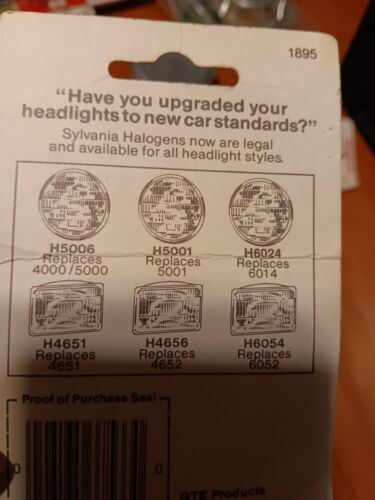 1895
"Have you upgraded your
headlights to new car standards?"
Sylvania Halogens now are legal
and available for all headlight styles.
H5006 H5001 H6024
Replaces Replaces Replaces
4000/5000 5001 6014
H4651 H4656 H6054
Replaces Replaces Replaces
4651 4652 6052
Proof of Purchase Seal
0 0
GTE Products